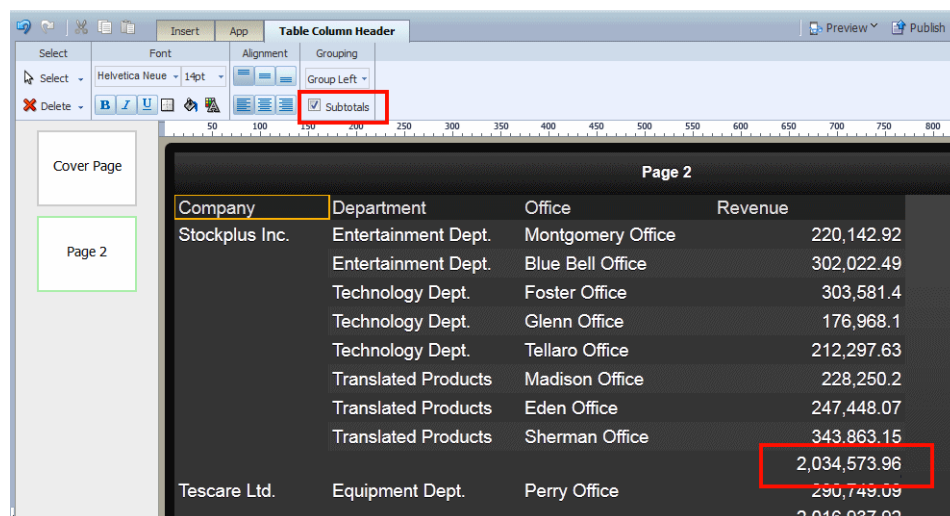 Insert App Table Column Header Preview Publish
Select Font Alignment Grouping
Select Helvetica Neue 14pt Group Left
Delete B I U Subtotals
50 100 150 200 250 300 350 400 450 500 550 600 650 700 750 800
Cover Page
Page 2
Page 2
Company Department Office Revenue
Stockplus Inc. Entertainment Dept. Montgomery Office 220,142.92
Entertainment Dept. Blue Bell Office 302,022.49
Technology Dept. Foster Office 303,581.4
Technology Dept. Glenn Office 176,968.1
Technology Dept. Tellaro Office 212,297.63
Translated Products Madison Office 228,250.2
Translated Products Eden Office 247,448.07
Translated Products Sherman Office 343,863.15
2,034,573.96
Tescare Ltd. Equipment Dept. Perry Office 290,749.09